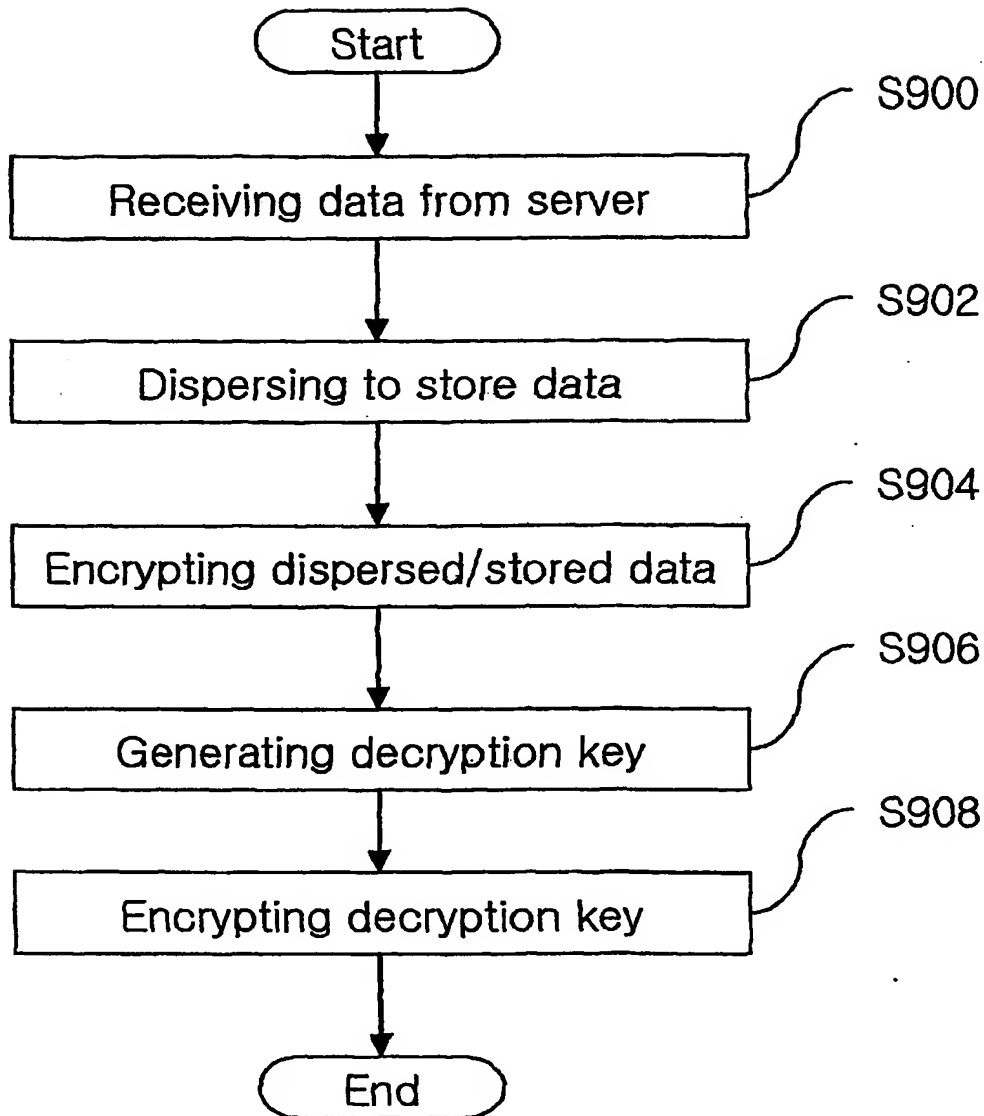 Start
S900
Receiving data from server
S902
Dispersing to store data
S904
Encrypting dispersed/stored data
S906
Generating decryption key
S908
Encrypting decryption key
End